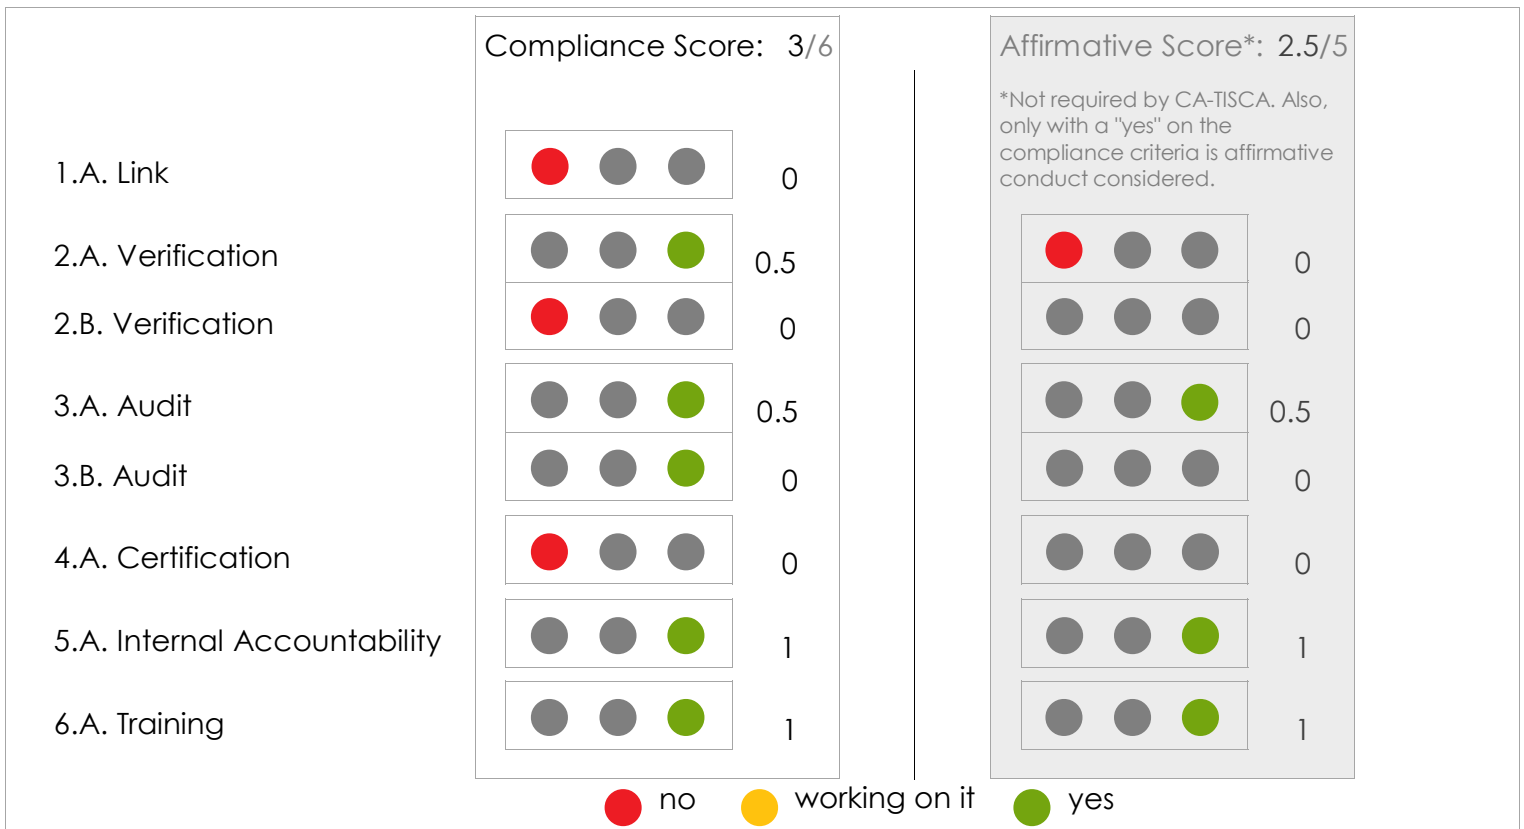 Compliance Score: 3/6
Affirmative Score*: 2.5/5
*Not required by CA-TISCA. Also,
only with a "yes" on the
compliance criteria is affirmative
conduct considered.
1.A. Link 0
2.A. Verification 0.5 0
2.B. Verification 0 0
3.A. Audit 0.5 0.5
3.B. Audit 0 0
4.A. Certification 0 0
5.A. Internal Accountability 1 1
6.A. Training 1 1
no working on it yes